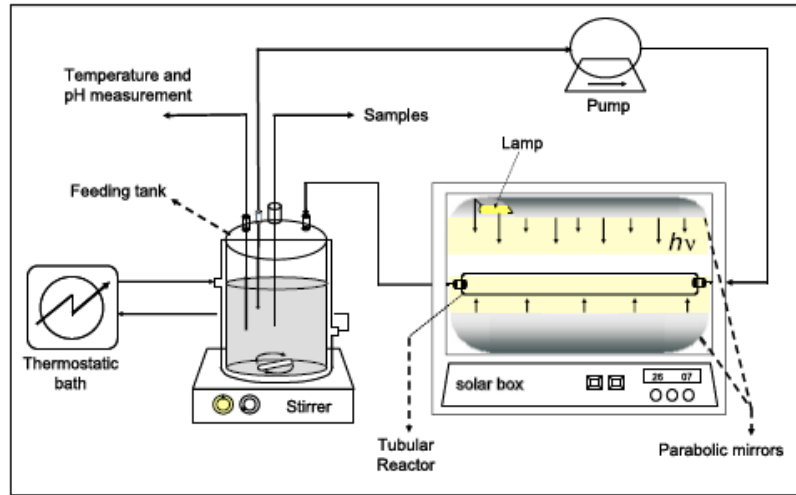 Temperature and
pH measurement
Samples
Pump
Lamp
Feeding tank
hν
Thermostatic
bath
Stirrer
solar box
26 07
Tubular
Reactor
Parabolic mirrors